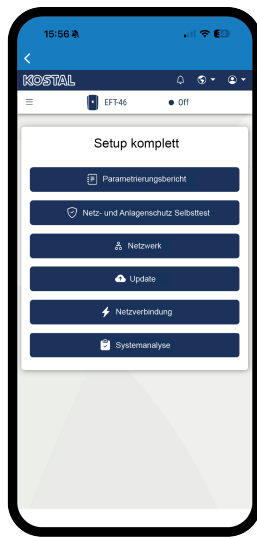 15:56
KOSTAL
EFT-46 Off
Setup komplett
Parametrierungsbericht
Netz- und Anlagenschutz Selbsttest
Netzwerk
Update
Netzverbindung
Systemanalyse